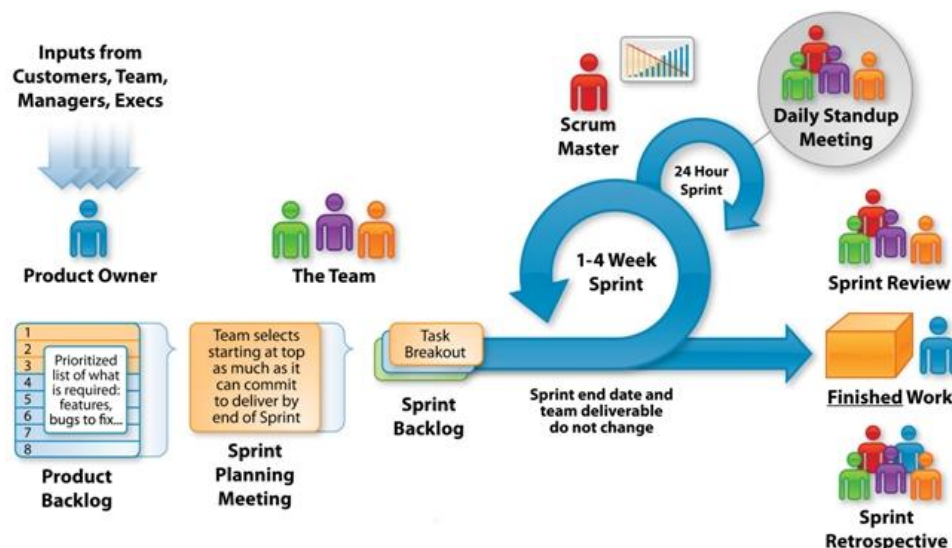 Inputs from
Customers, Team,
Managers, Execs
Product Owner
The Team
Scrum
Master
Daily Standup
Meeting
24 Hour
Sprint
1-4 Week
Sprint
Sprint Review
1
2
3
4
5
6
7
8
Prioritized
list of what
is required:
features,
bugs to fix...
Product
Backlog
Team selects
starting at top
as much as it
can commit
to deliver by
end of Sprint
Sprint
Planning
Meeting
Task
Breakout
Sprint
Backlog
Sprint end date and
team deliverable
do not change
Finished Work
Sprint
Retrospective